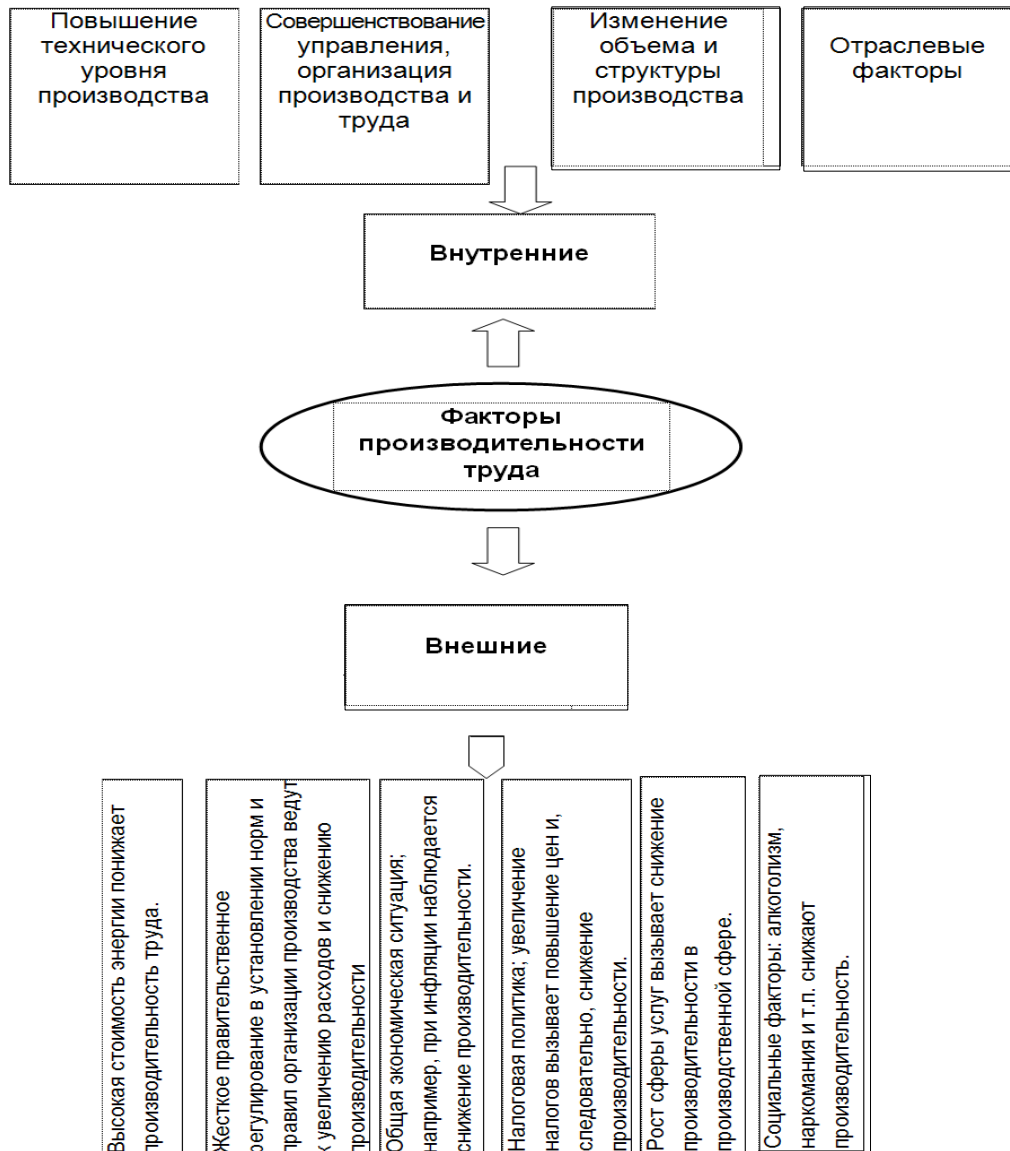 Повышение
технического
уровня
производства
Совершенствование
управления,
организация
производства и
труда
Изменение
объема и
структуры
производства
Отраслевые
факторы
Внутренние
Факторы
производительности
труда
Внешние
Высокая стоимость энергии понижает
производительность труда.
Жесткое правительственное
регулирование в установлении норм и
правил организации производства ведут
к увеличению расходов и снижению
производительности
Общая экономическая ситуация;
например, при инфляции наблюдается
снижение производительности.
Налоговая политика; увеличение
налогов вызывает повышение цен и,
следовательно, снижение
производительности.
Рост сферы услуг вызывает снижение
производительности в
производственной сфере.
Социальные факторы: алкоголизм,
наркомания и т.п. снижают
производительность.